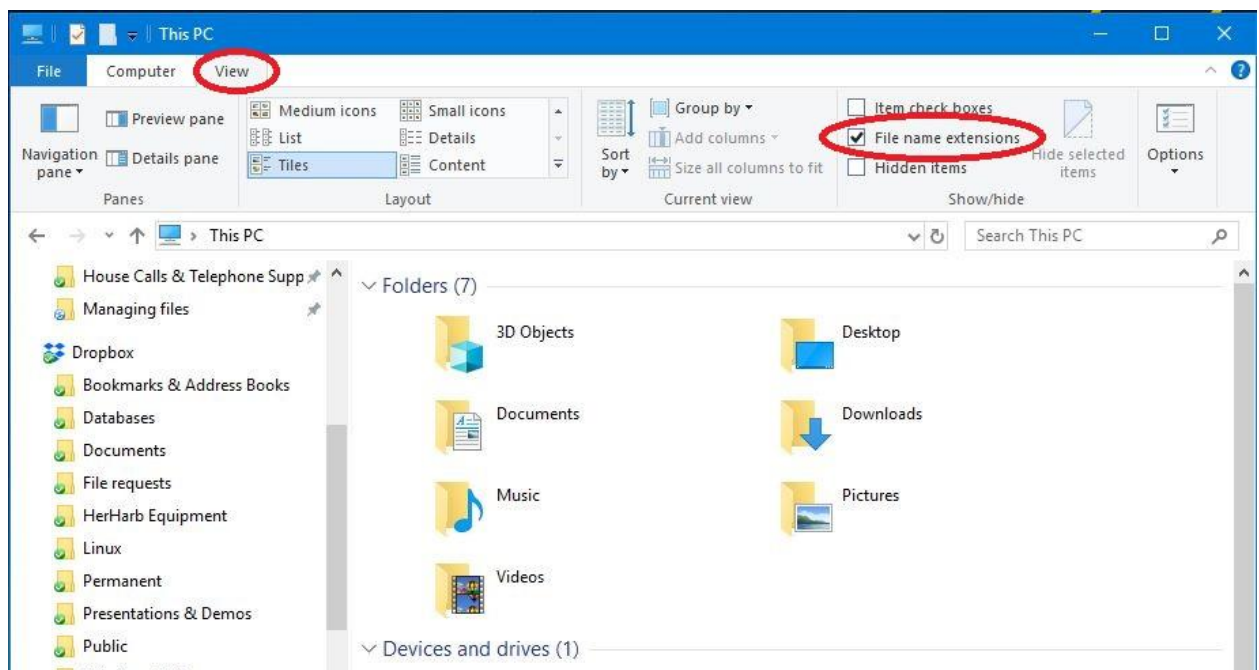 This PC
File Computer View
Navigation pane
Preview pane
Details pane
Panes
Medium icons Small icons
List Details
Tiles Content
Layout
Sort by
Group by
Add columns
Size all columns to fit
Current view
Item check boxes
File name extensions
Hidden items
Hide selected items
Show/hide
Options
This PC
Search This PC
House Calls & Telephone Supp
Managing files
Dropbox
Bookmarks & Address Books
Databases
Documents
File requests
HerHarb Equipment
Linux
Permanent
Presentations & Demos
Public
Folders (7)
3D Objects
Desktop
Documents
Downloads
Music
Pictures
Videos
Devices and drives (1)